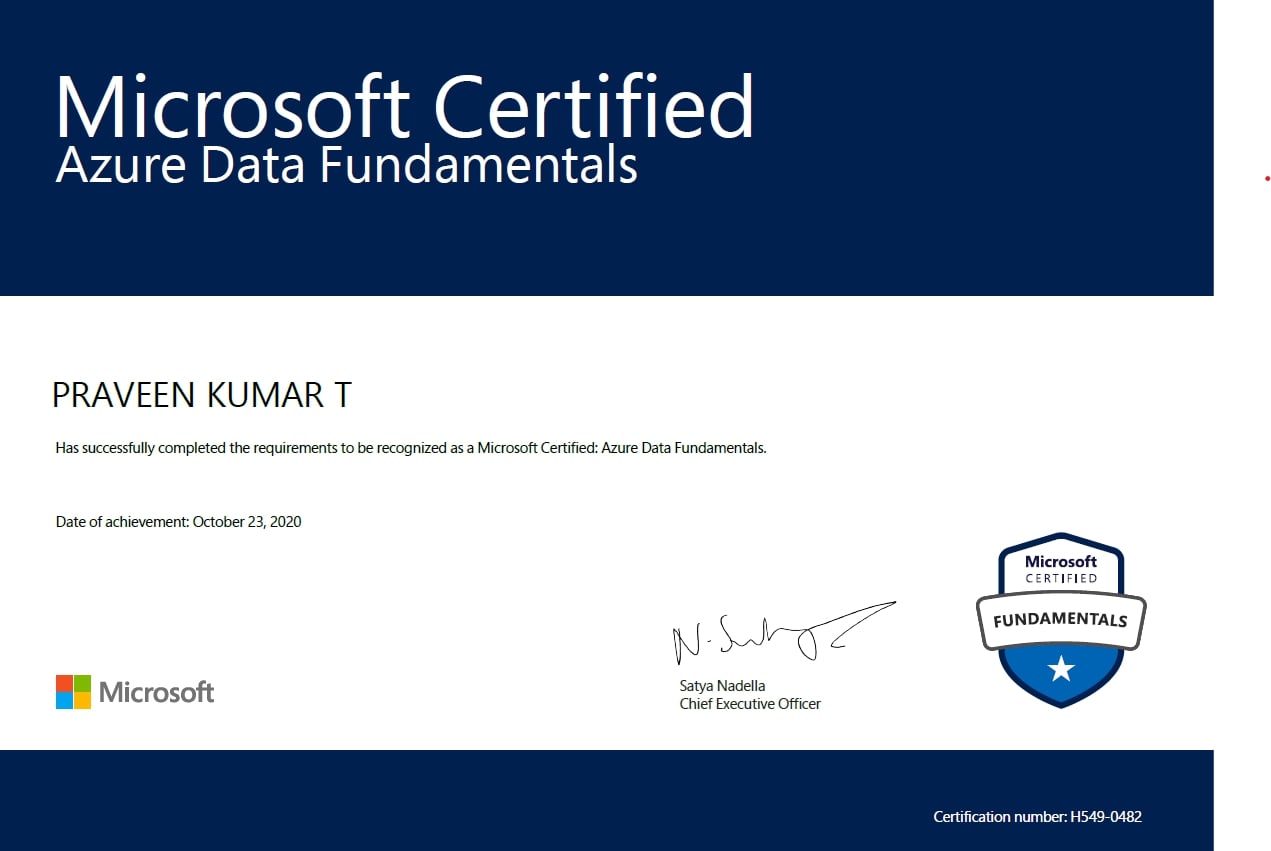 Microsoft Certified
Azure Data Fundamentals
PRAVEEN KUMAR T
Has successfully completed the requirements to be recognized as a Microsoft Certified: Azure Data Fundamentals.
Date of achievement: October 23, 2020
Microsoft
CERTIFIED
FUNDAMENTALS
N. Satya
Microsoft
Satya Nadella
Chief Executive Officer
Certification number: H549-0482